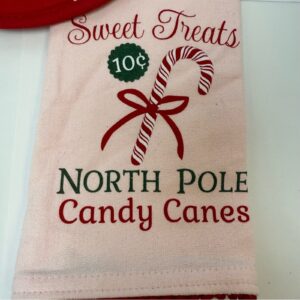 Sweet Treats
10¢
NORTH POLE
Candy Canes